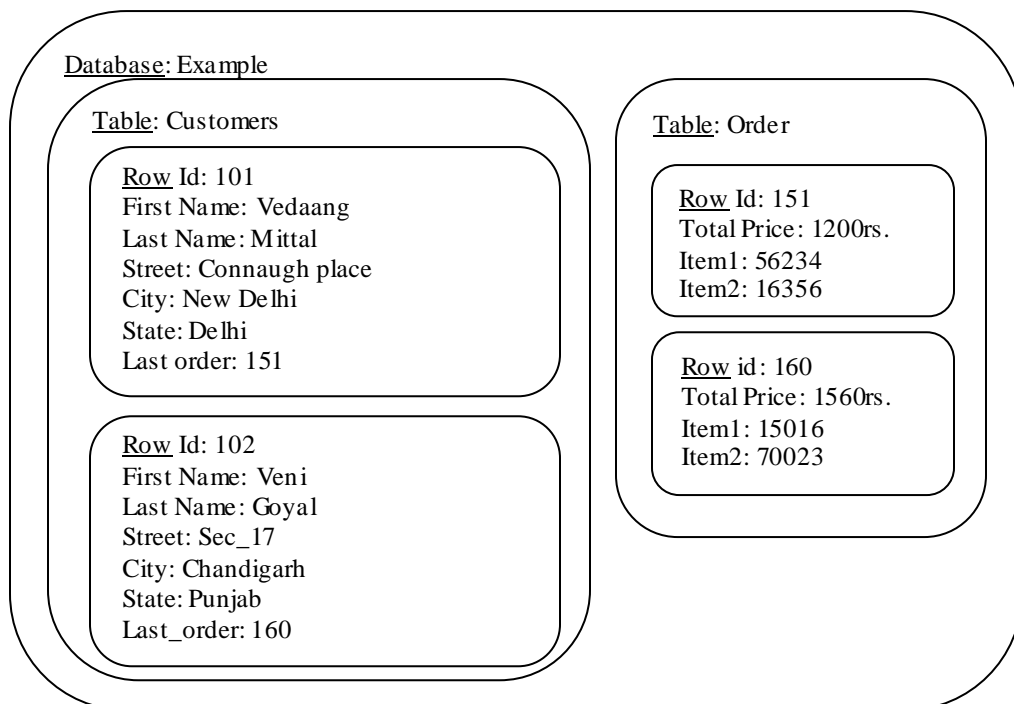 Database: Example
Table: Customers
Row Id: 101
First Name: Vedaang
Last Name: Mittal
Street: Connaugh place
City: New Delhi
State: Delhi
Last order: 151
Row Id: 102
First Name: Veni
Last Name: Goyal
Street: Sec_17
City: Chandigarh
State: Punjab
Last_order: 160
Table: Order
Row Id: 151
Total Price: 1200rs.
Item1: 56234
Item2: 16356
Row id: 160
Total Price: 1560rs.
Item1: 15016
Item2: 70023